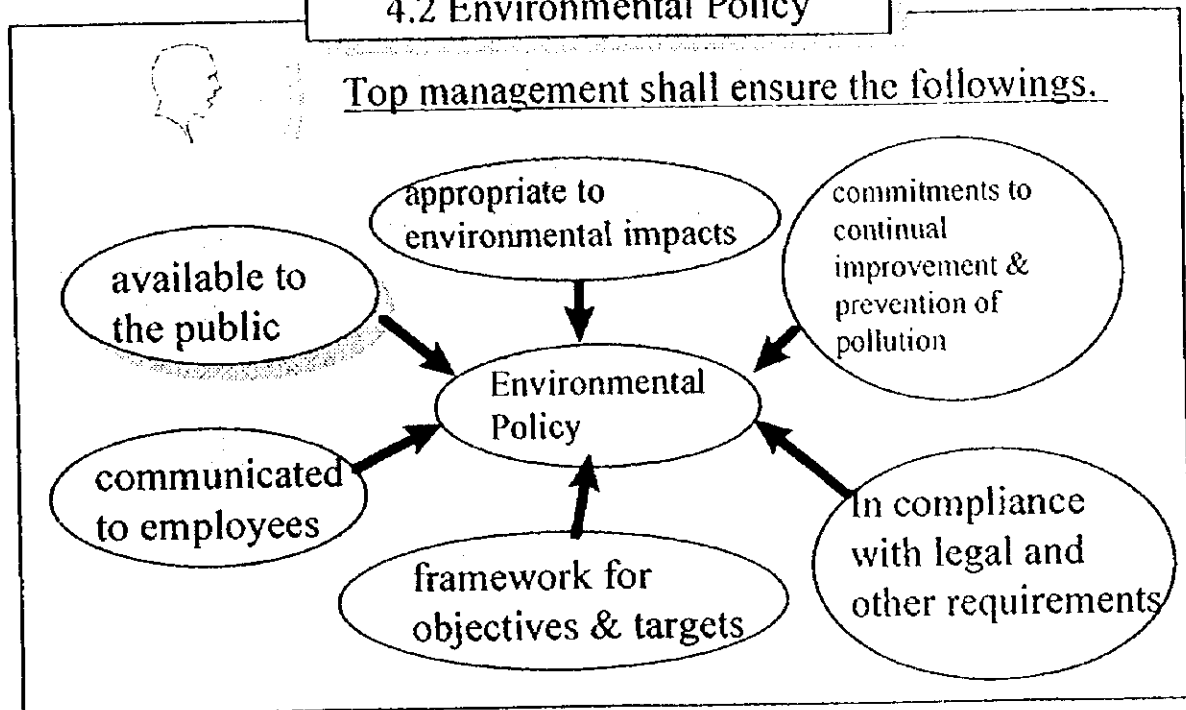 4.2 Environmental Policy
Top management shall ensure the followings.
appropriate to
environmental impacts
commitments to
continual
improvement &
prevention of
pollution
available to
the public
Environmental
Policy
communicated
to employees
In compliance
with legal and
other requirements
framework for
objectives & targets